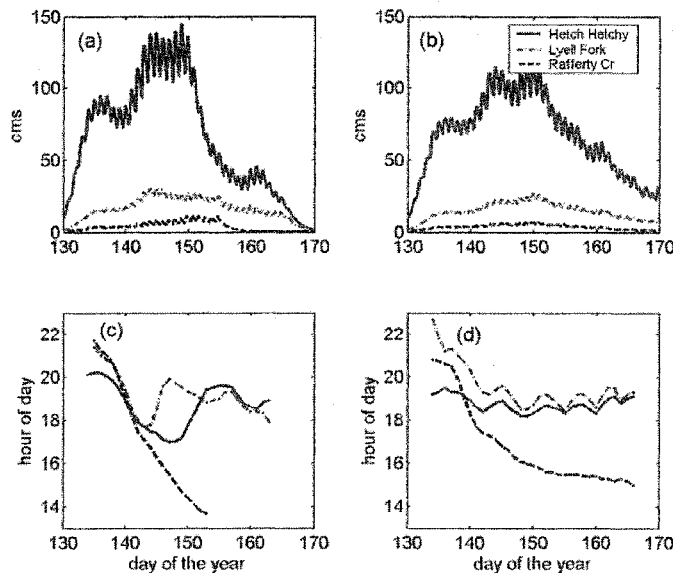 (a)
150
100
50
0
cms
130 140 150 160 170
(b)
Hetch Hetchy
Lyell Fork
Rafferty Cr
150
100
50
0
cms
130 140 150 160 170
(c)
22
20
18
16
14
hour of day
130 140 150 160 170
day of the year
(d)
22
20
18
16
14
hour of day
130 140 150 160 170
day of the year